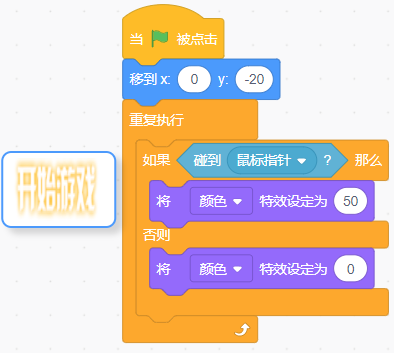 当 被点击
移到 x: 0 y: -20
重复执行
如果 碰到 鼠标指针 ? 那么
开始游戏
将 颜色 特效设定为 50
否则
将 颜色 特效设定为 0